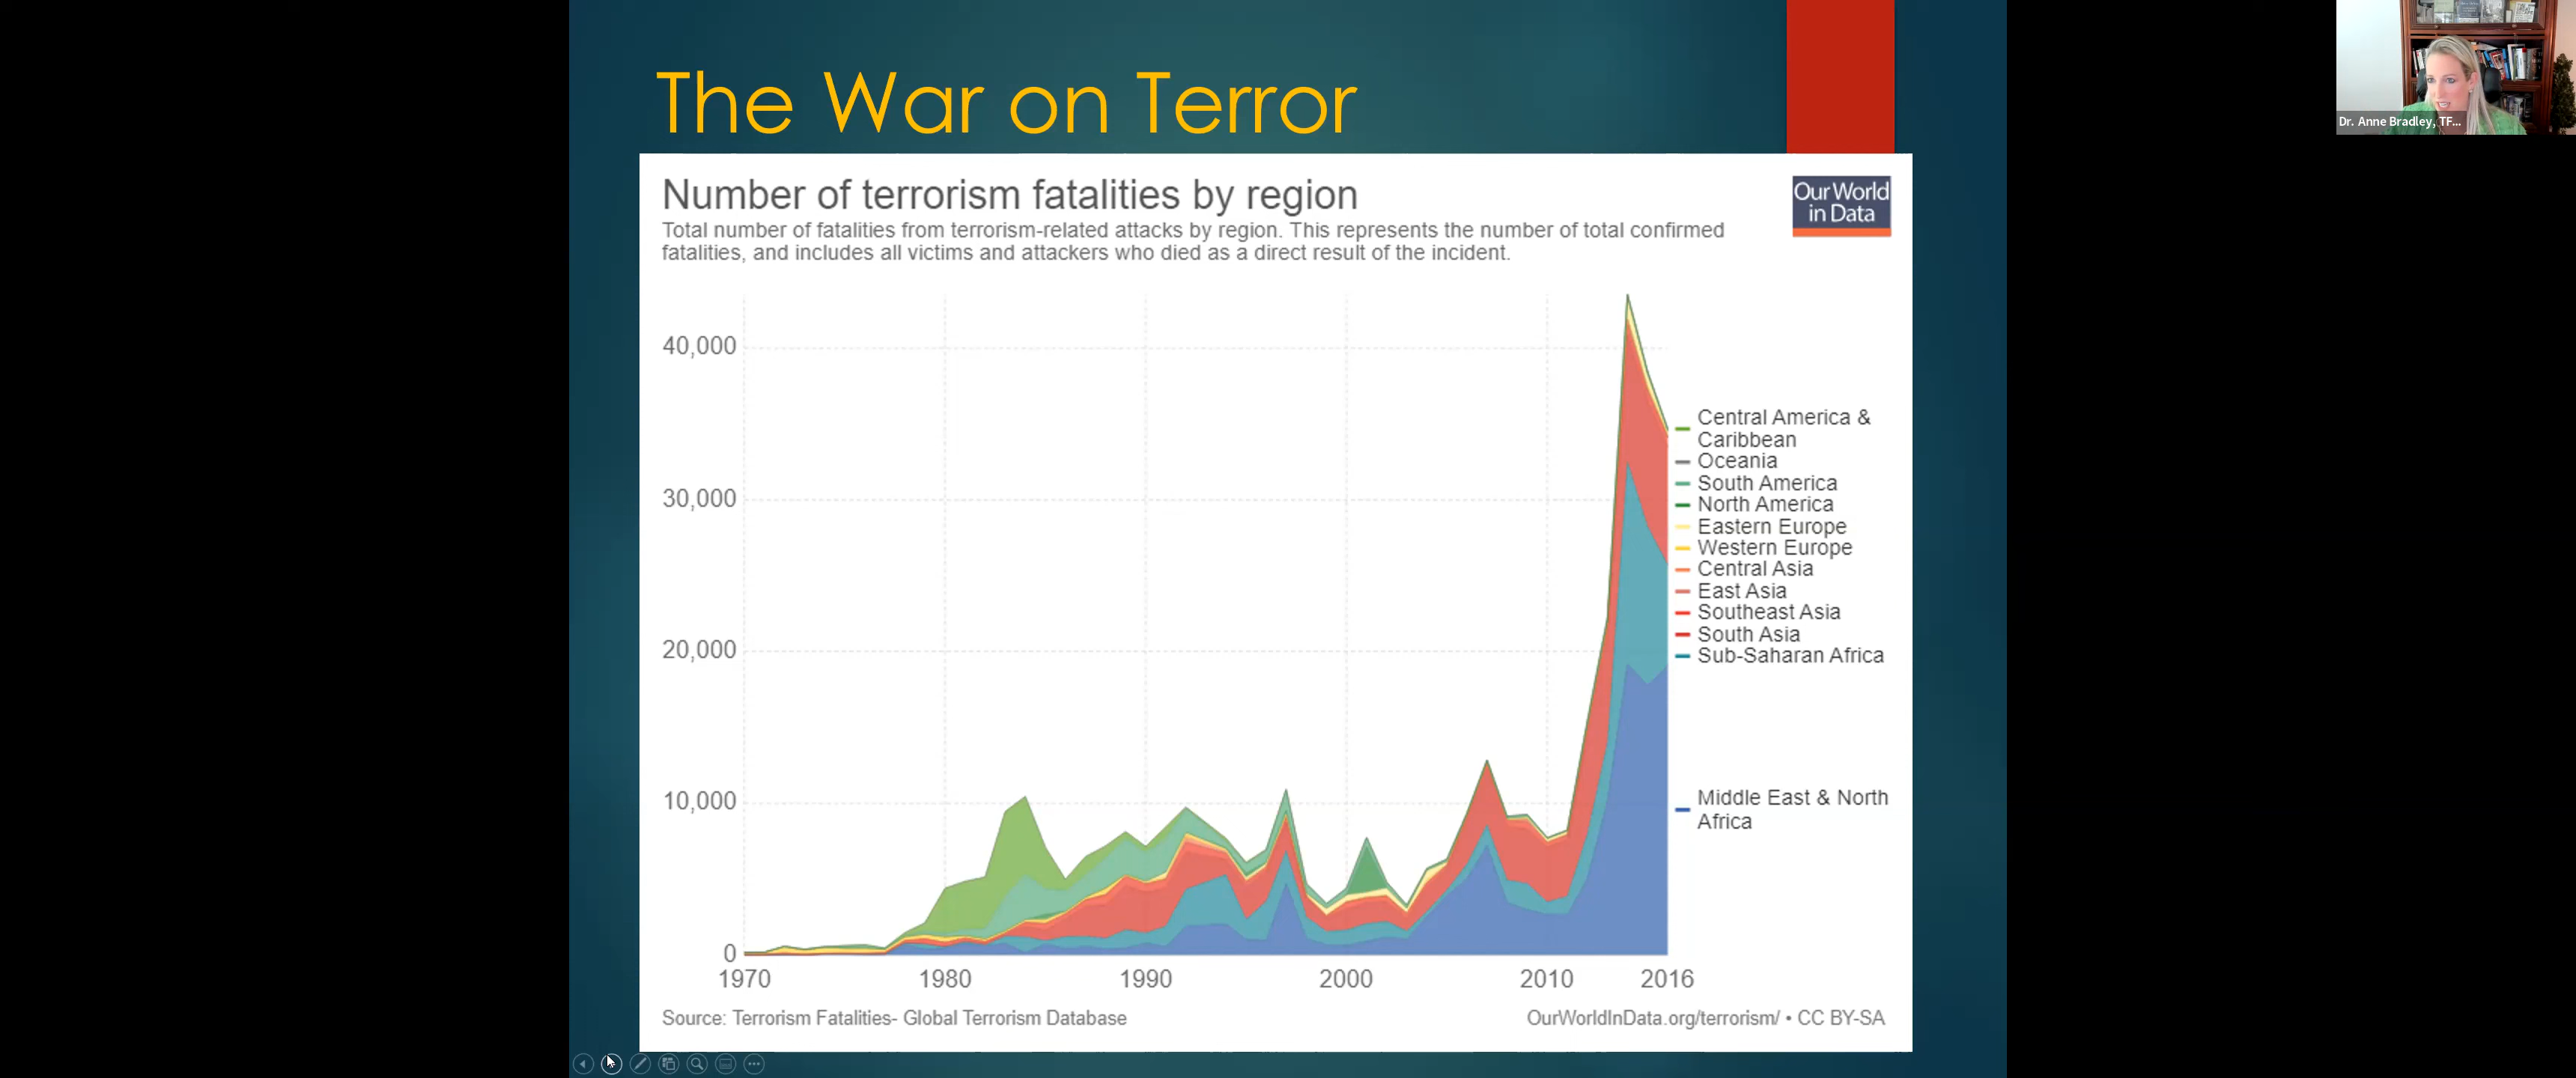 The War on Terror
Dr. Anne Bradley, TF...
Number of terrorism fatalities by region
Our World
in Data
Total number of fatalities from terrorism-related attacks by region. This represents the number of total confirmed
fatalities, and includes all victims and attackers who died as a direct result of the incident.
40,000
30,000
20,000
10,000
0
1970
1980
1990
2000
2010
2016
Central America &
Caribbean
Oceania
South America
North America
Eastern Europe
Western Europe
Central Asia
East Asia
Southeast Asia
South Asia
Sub-Saharan Africa
Middle East & North
Africa
Source: Terrorism Fatalities- Global Terrorism Database
OurWorldInData.org/terrorism/ • CC BY-SA